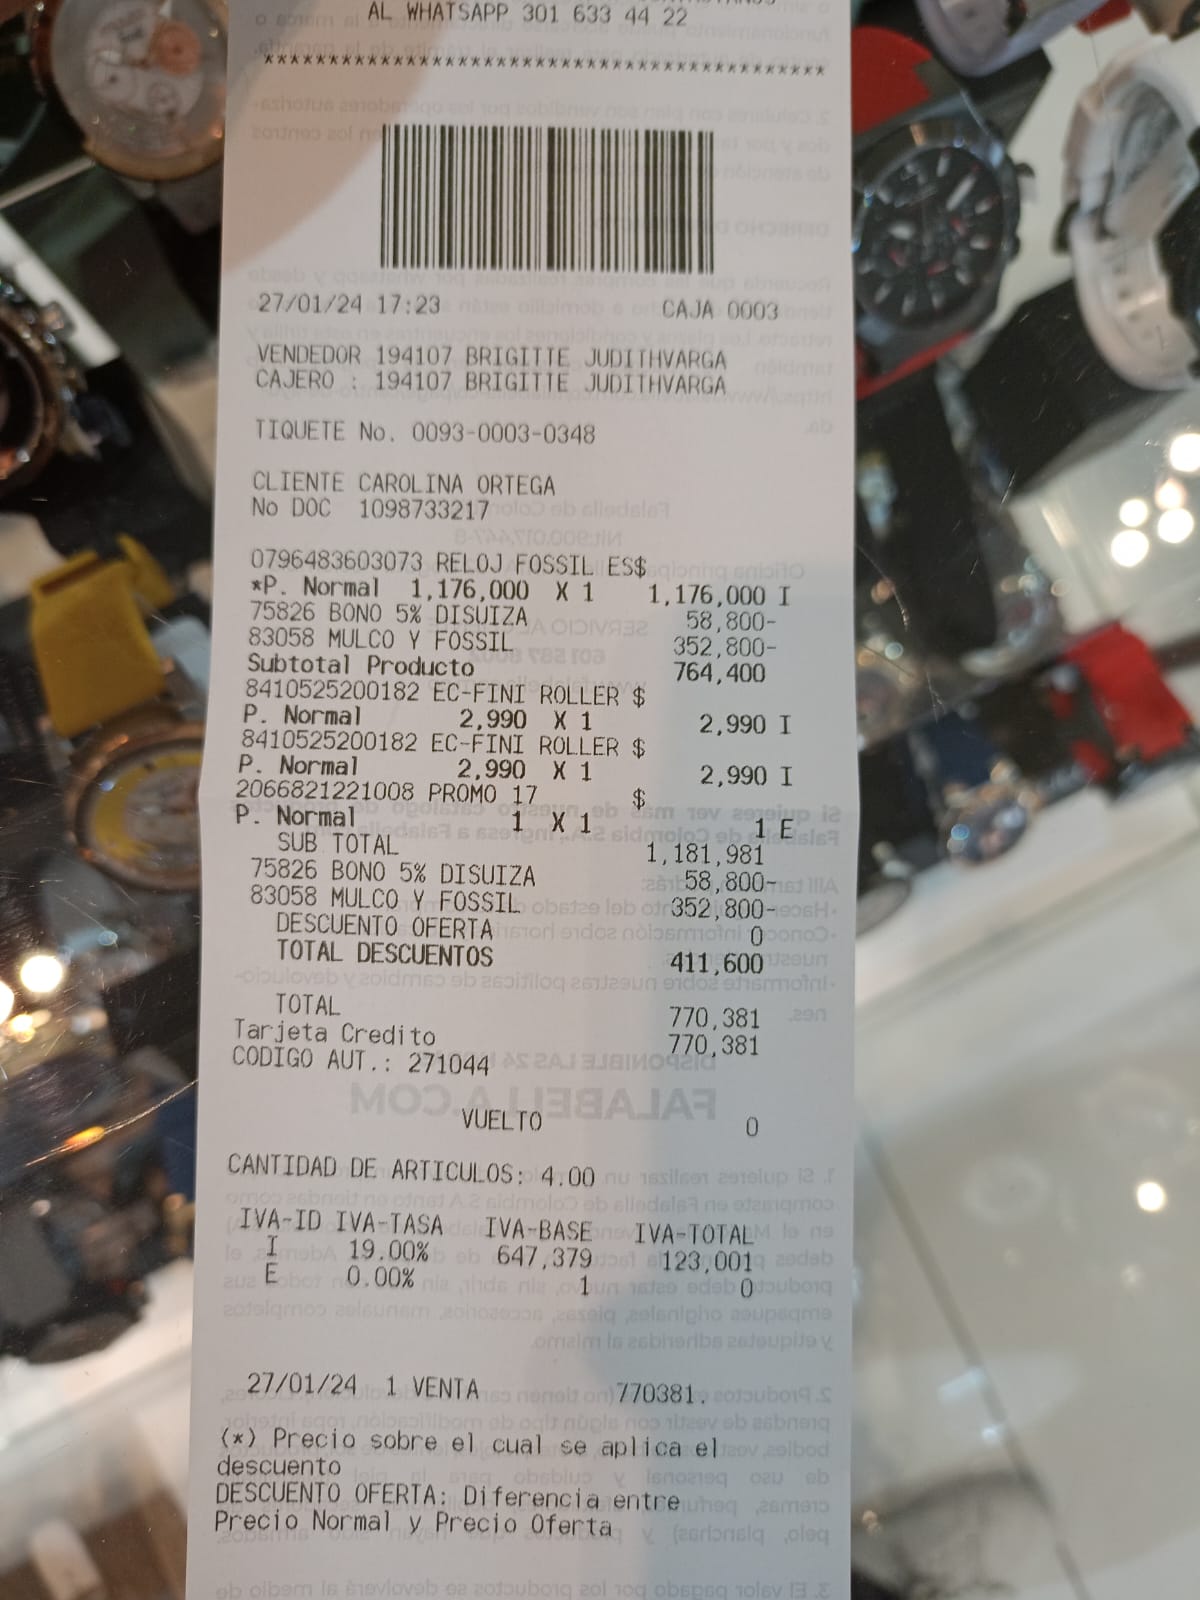 AL WHATSAPP 301 633 44 22
*******************************************
27/01/24 17:23 CAJA 0003
VENDEDOR 194107 BRIGITTE JUDITHVARGA
CAJERO : 194107 BRIGITTE JUDITHVARGA
TIQUETE No. 0093-0003-0348
CLIENTE CAROLINA ORTEGA
No DOC 1098733217
0796483603073 RELOJ FOSSIL ES$
*P. Normal 1,176,000 X 1 1,176,000 I
75826 BONO 5% DISUIZA 58,800-
83058 MULCO Y FOSSIL 352,800-
Subtotal Producto 764,400
8410525200182 EC-FINI ROLLER $
P. Normal 2,990 X 1 2,990 I
8410525200182 EC-FINI ROLLER $
P. Normal 2,990 X 1 2,990 I
2066821221008 PROMO 17 $
P. Normal 1 X 1 1 E
SUB TOTAL 1,181,981
75826 BONO 5% DISUIZA 58,800-
83058 MULCO Y FOSSIL 352,800-
DESCUENTO OFERTA 0
TOTAL DESCUENTOS 411,600
TOTAL 770,381
Tarjeta Credito 770,381
CODIGO AUT.: 271044
VUELTO 0
CANTIDAD DE ARTICULOS: 4.00
IVA-ID IVA-TASA IVA-BASE IVA-TOTAL
I 19.00% 647,379 123,001
E 0.00% 1 0
27/01/24 1 VENTA 770381.
(*) Precio sobre el cual se aplica el
descuento
DESCUENTO OFERTA: Diferencia entre
Precio Normal y Precio Oferta